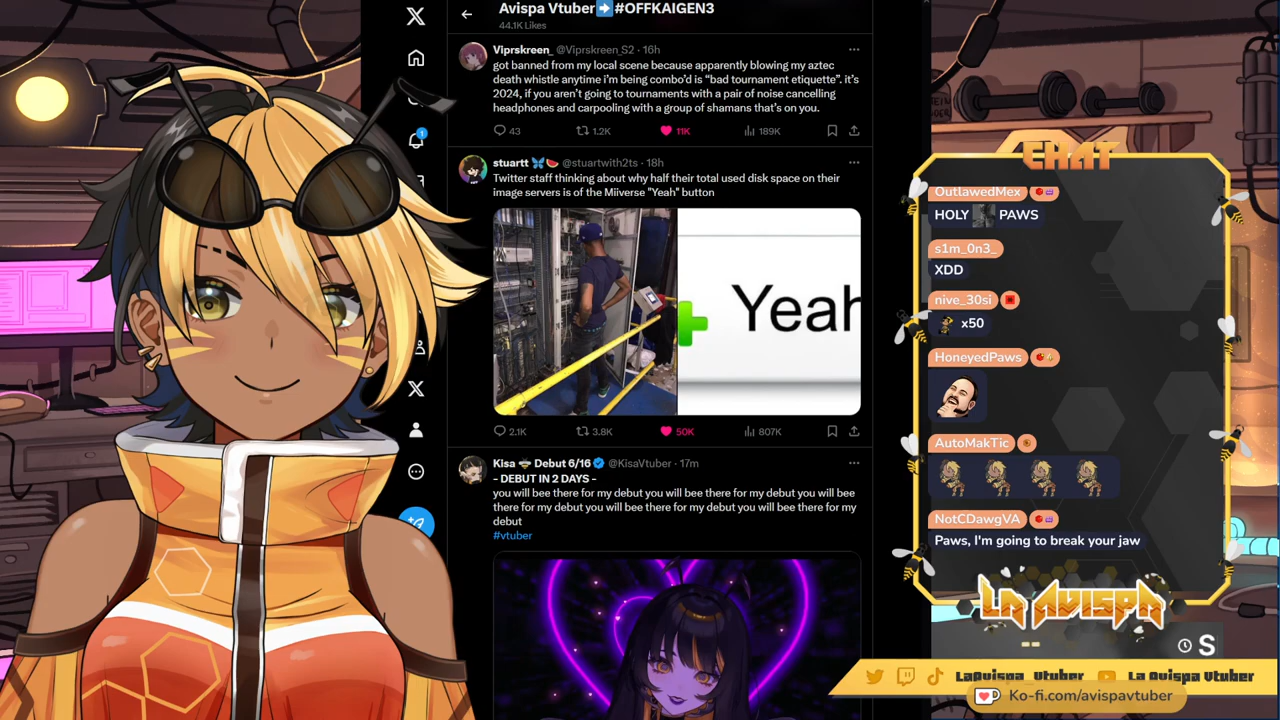 Avispa Vtuber➡️#OFFKAIGEN3
44.1K Likes
Viprskreen_ @Viprskreen_S2 · 16h
got banned from my local scene because apparently blowing my aztec
death whistle anytime i'm being combo'd is “bad tournament etiquette”. it's
2024, if you aren't going to tournaments with a pair of noise cancelling
headphones and carpooling with a group of shamans that's on you.
43 1.2K 11K 189K
stuartt 🦋🍉 @stuartwith2ts · 18h
Twitter staff thinking about why half their total used disk space on their
image servers is of the Miiverse "Yeah" button
Yeah
2.1K 3.8K 50K 807K
Kisa 🐝 Debut 6/16 @KisaVtuber · 17m
- DEBUT IN 2 DAYS -
you will bee there for my debut you will bee there for my debut you will bee
there for my debut you will bee there for my debut you will bee there for my
debut
#vtuber
1
CHAT
OutlawedMex
HOLY PAWS
s1m_0n3_
XDD
nive_30si
x50
HoneyedPaws
AutoMakTic
NotCDawgVA
Paws, I'm going to break your jaw
LA AVISPA
-- S
LaAvispa_Vtuber La Avispa Vtuber
Ko-fi.com/avispavtuber